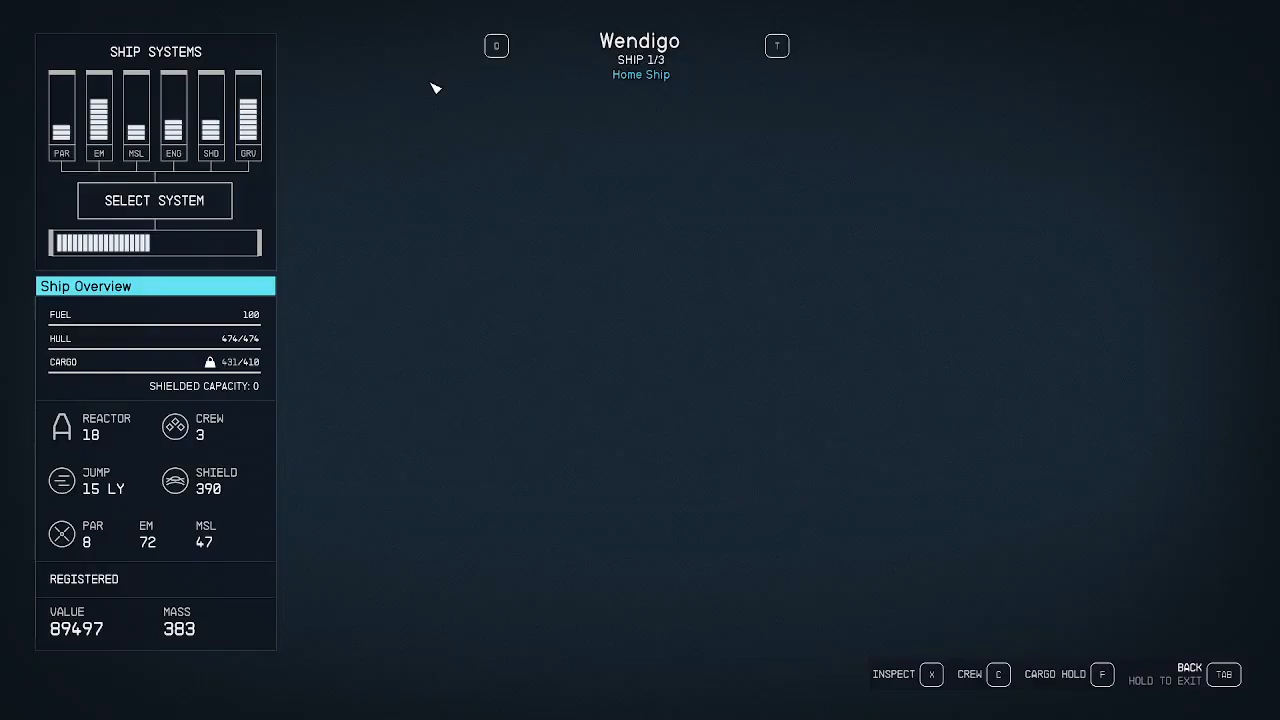 SHIP SYSTEMS
PAR EM MSL ENG SHD GRV
SELECT SYSTEM
Q
Wendigo
T
SHIP 1/3
Home Ship
Ship Overview
FUEL 100
HULL 474/474
CARGO 431/410
SHIELDED CAPACITY: 0
REACTOR CREW
18 3
JUMP SHIELD
15 LY 390
PAR EM MSL
8 72 47
REGISTERED
VALUE MASS
89497 383
INSPECT X CREW C CARGO HOLD F BACK TAB
HOLD TO EXIT